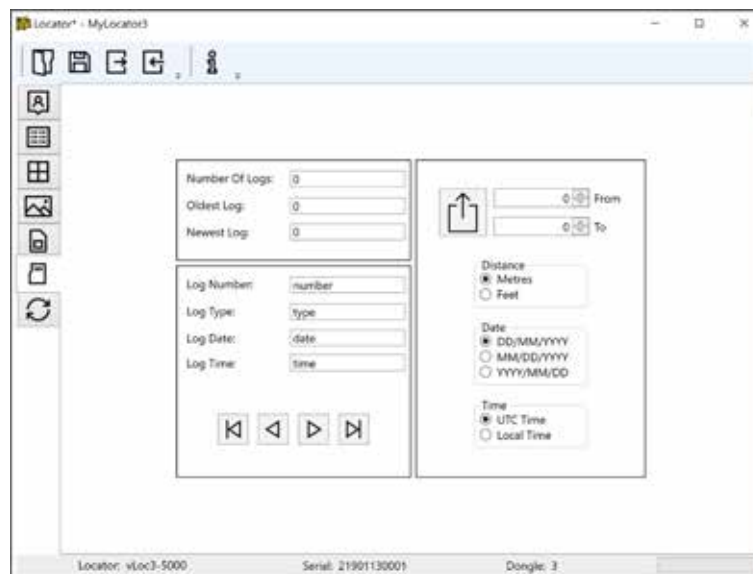 Locator* - MyLocator3
Number Of Logs: 0
Oldest Log: 0
Newest Log: 0
Log Number: number
Log Type: type
Log Date: date
Log Time: time
0 From
0 To
Distance
Metres
Feet
Date
DD/MM/YYYY
MM/DD/YYYY
YYYY/MM/DD
Time
UTC Time
Local Time
Locator: vLoc3-5000 Serial: 21901130001 Dongle: 3